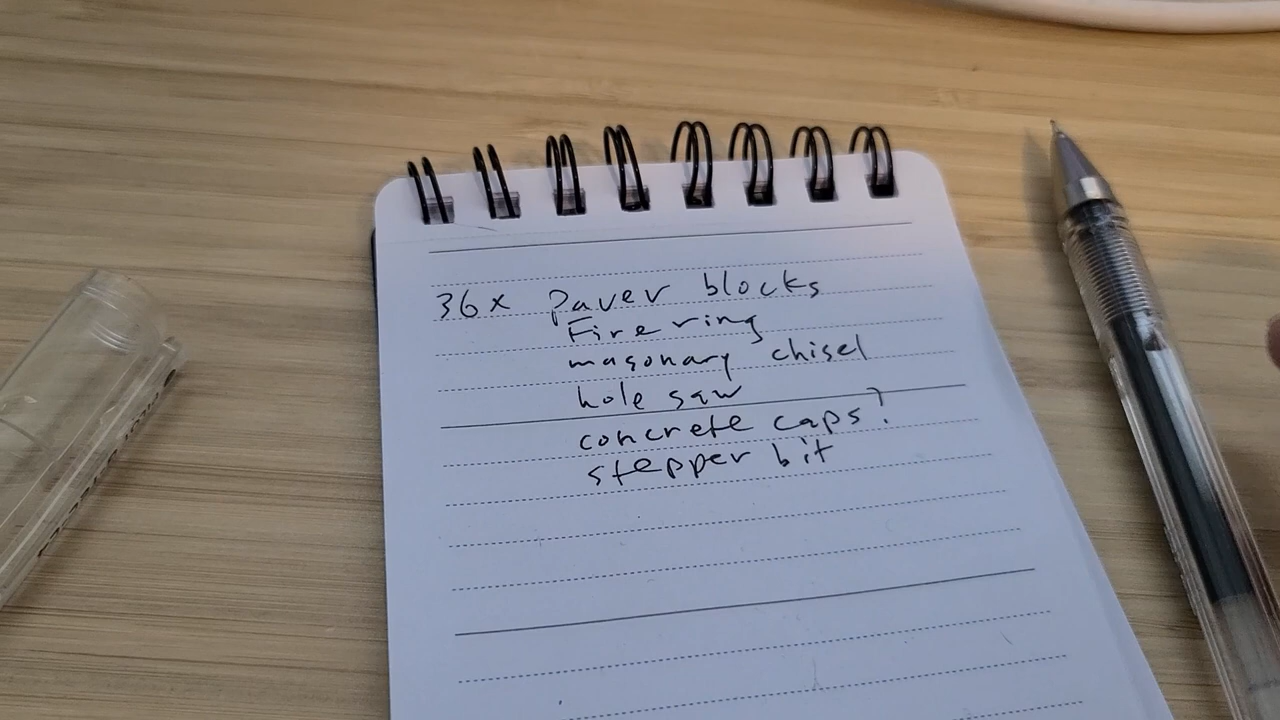 36x paver blocks
Fire ring
masonary chisel
hole saw
concrete caps?
stepper bit